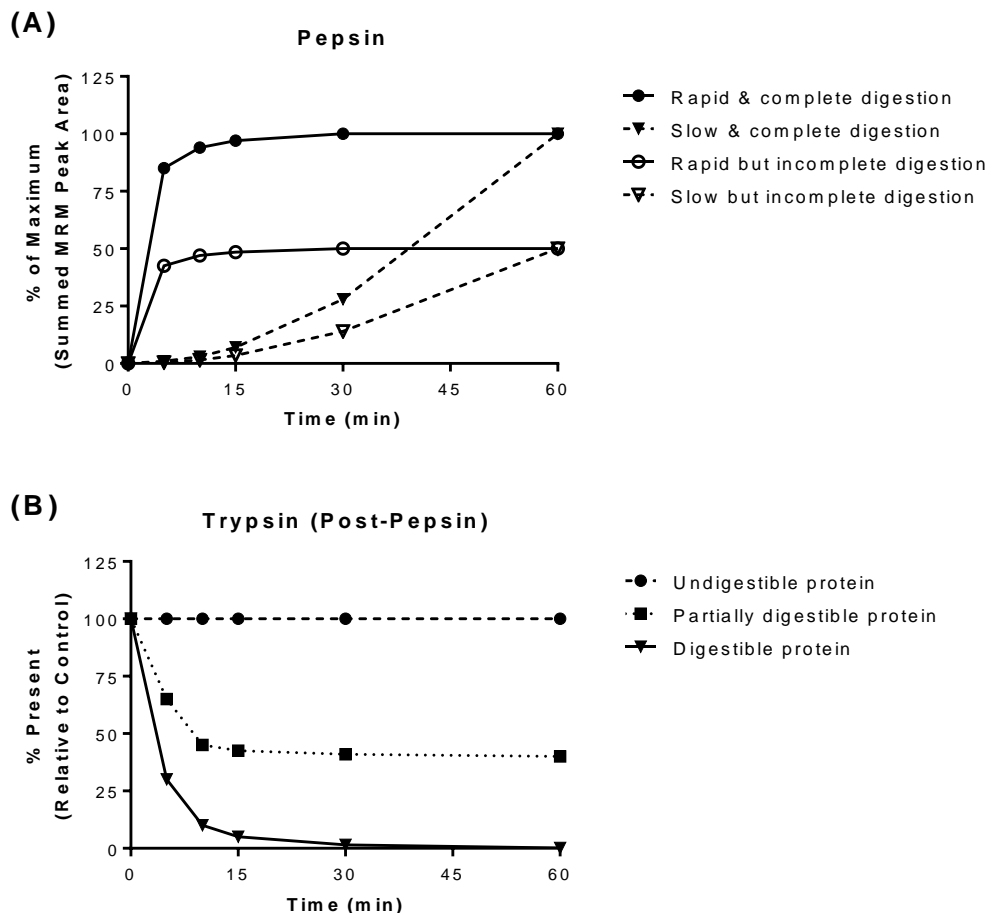 (A)
Pepsin
% of Maximum
(Summed MRM Peak Area)
125
100
75
50
25
0
0 15 30 45 60
Time (min)
Rapid & complete digestion
Slow & complete digestion
Rapid but incomplete digestion
Slow but incomplete digestion
(B)
Trypsin (Post-Pepsin)
% Present
(Relative to Control)
125
100
75
50
25
0
0 15 30 45 60
Time (min)
Undigestible protein
Partially digestible protein
Digestible protein